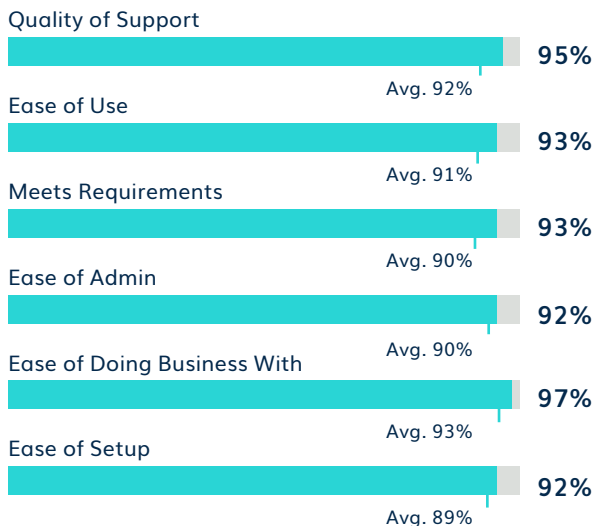 Quality of Support
95%
Avg. 92%
Ease of Use
93%
Avg. 91%
Meets Requirements
93%
Avg. 90%
Ease of Admin
92%
Avg. 90%
Ease of Doing Business With
97%
Avg. 93%
Ease of Setup
92%
Avg. 89%